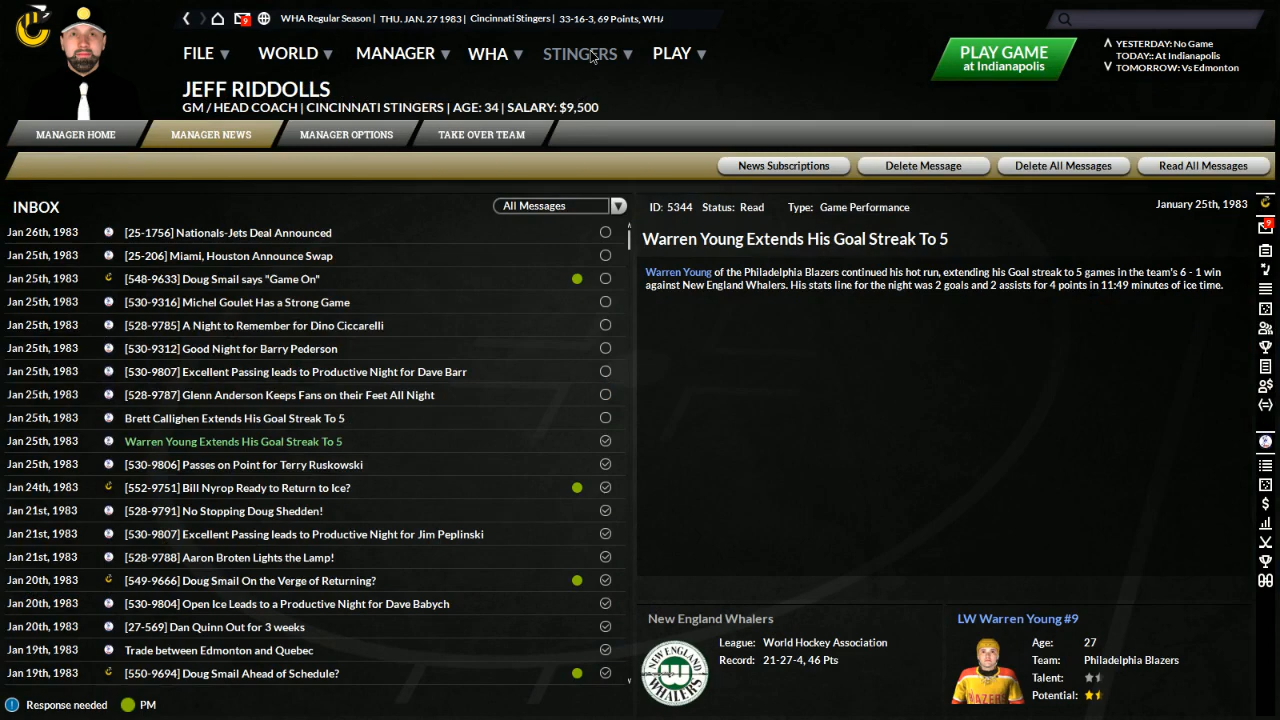 9
WHA Regular Season | THU. JAN. 27 1983 | Cincinnati Stingers | 33-16-3, 69 Points, WHA
FILE
WORLD
MANAGER
WHA
STINGERS
PLAY
PLAY GAME
at Indianapolis
YESTERDAY: No Game
TODAY:: At Indianapolis
TOMORROW: Vs Edmonton
JEFF RIDDOLLS
GM / HEAD COACH | CINCINNATI STINGERS | AGE: 34 | SALARY: $9,500
MANAGER HOME
MANAGER NEWS
MANAGER OPTIONS
TAKE OVER TEAM
News Subscriptions
Delete Message
Delete All Messages
Read All Messages
INBOX
All Messages
Jan 26th, 1983 [25-1756] Nationals-Jets Deal Announced
Jan 25th, 1983 [25-206] Miami, Houston Announce Swap
Jan 25th, 1983 [548-9633] Doug Smail says "Game On"
Jan 25th, 1983 [530-9316] Michel Goulet Has a Strong Game
Jan 25th, 1983 [528-9785] A Night to Remember for Dino Ciccarelli
Jan 25th, 1983 [530-9312] Good Night for Barry Pederson
Jan 25th, 1983 [530-9807] Excellent Passing leads to Productive Night for Dave Barr
Jan 25th, 1983 [528-9787] Glenn Anderson Keeps Fans on their Feet All Night
Jan 25th, 1983 Brett Callighen Extends His Goal Streak To 5
Jan 25th, 1983 Warren Young Extends His Goal Streak To 5
Jan 25th, 1983 [530-9806] Passes on Point for Terry Ruskowski
Jan 24th, 1983 [552-9751] Bill Nyrop Ready to Return to Ice?
Jan 21st, 1983 [528-9791] No Stopping Doug Shedden!
Jan 21st, 1983 [530-9807] Excellent Passing leads to Productive Night for Jim Peplinski
Jan 21st, 1983 [528-9788] Aaron Broten Lights the Lamp!
Jan 20th, 1983 [549-9666] Doug Smail On the Verge of Returning?
Jan 20th, 1983 [530-9804] Open Ice Leads to a Productive Night for Dave Babych
Jan 20th, 1983 [27-569] Dan Quinn Out for 3 weeks
Jan 19th, 1983 Trade between Edmonton and Quebec
Jan 19th, 1983 [550-9694] Doug Smail Ahead of Schedule?
Response needed
PM
ID: 5344 Status: Read Type: Game Performance
January 25th, 1983
9
Warren Young Extends His Goal Streak To 5
Warren Young of the Philadelphia Blazers continued his hot run, extending his Goal streak to 5 games in the team's 6 - 1 win
against New England Whalers. His stats line for the night was 2 goals and 2 assists for 4 points in 11:49 minutes of ice time.
New England Whalers
League: World Hockey Association
Record: 21-27-4, 46 Pts
NEW ENGLAND
WHALERS
LW Warren Young #9
Age: 27
Team: Philadelphia Blazers
Talent:
Potential: